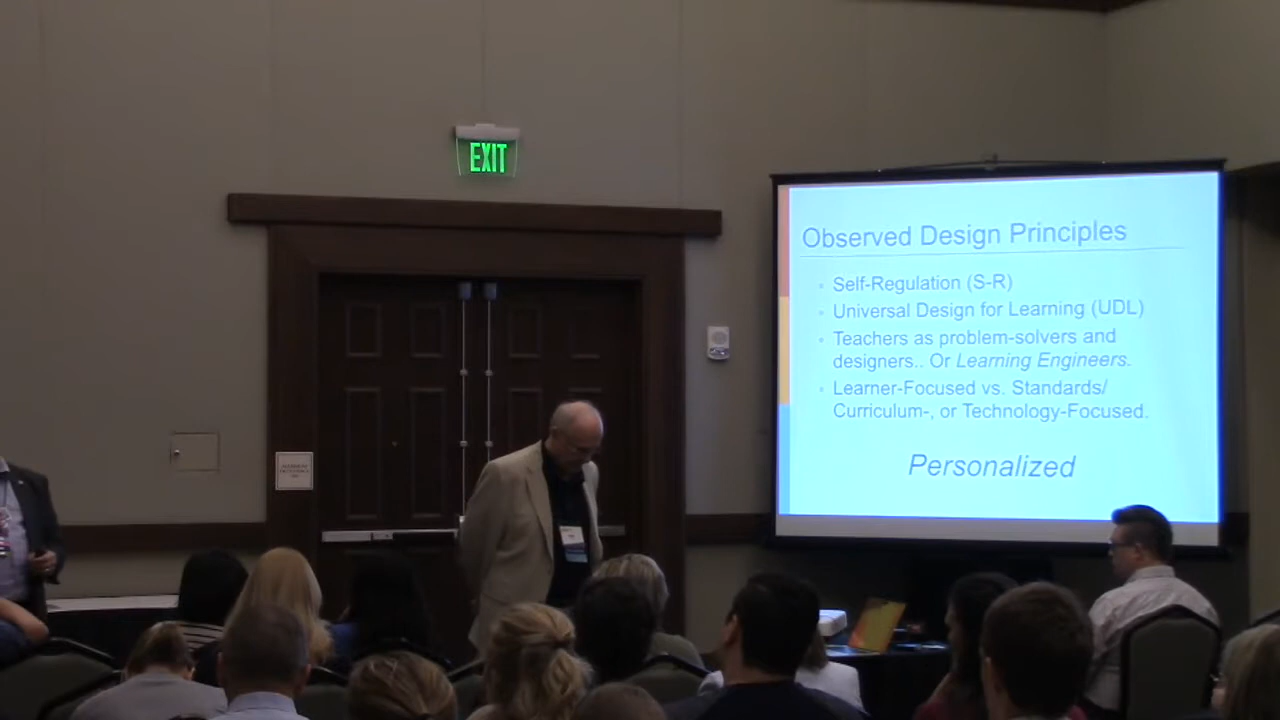 EXIT
Observed Design Principles
Self-Regulation (S-R)
Universal Design for Learning (UDL)
Teachers as problem-solvers and
designers.. Or Learning Engineers.
Learner-Focused vs. Standards/
Curriculum-, or Technology-Focused.
Personalized